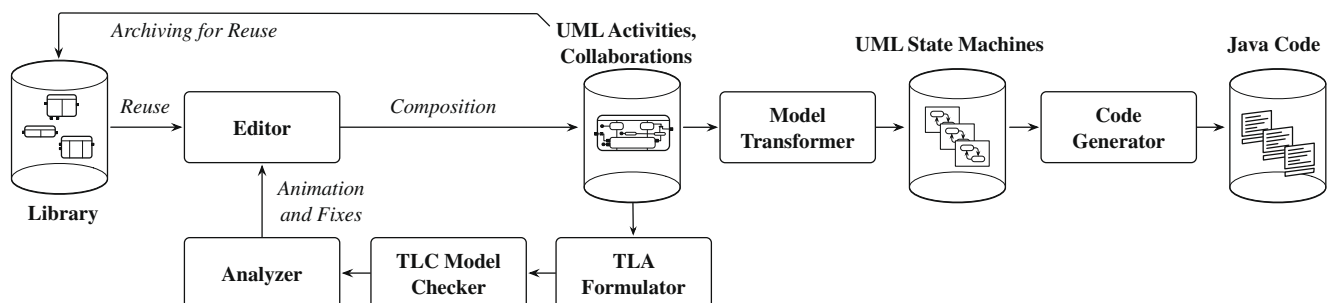 Archiving for Reuse
UML Activities,
Collaborations
UML State Machines
Java Code
Reuse
Editor
Composition
Model
Transformer
Code
Generator
Library
Animation
and Fixes
Analyzer
TLC Model
Checker
TLA
Formulator